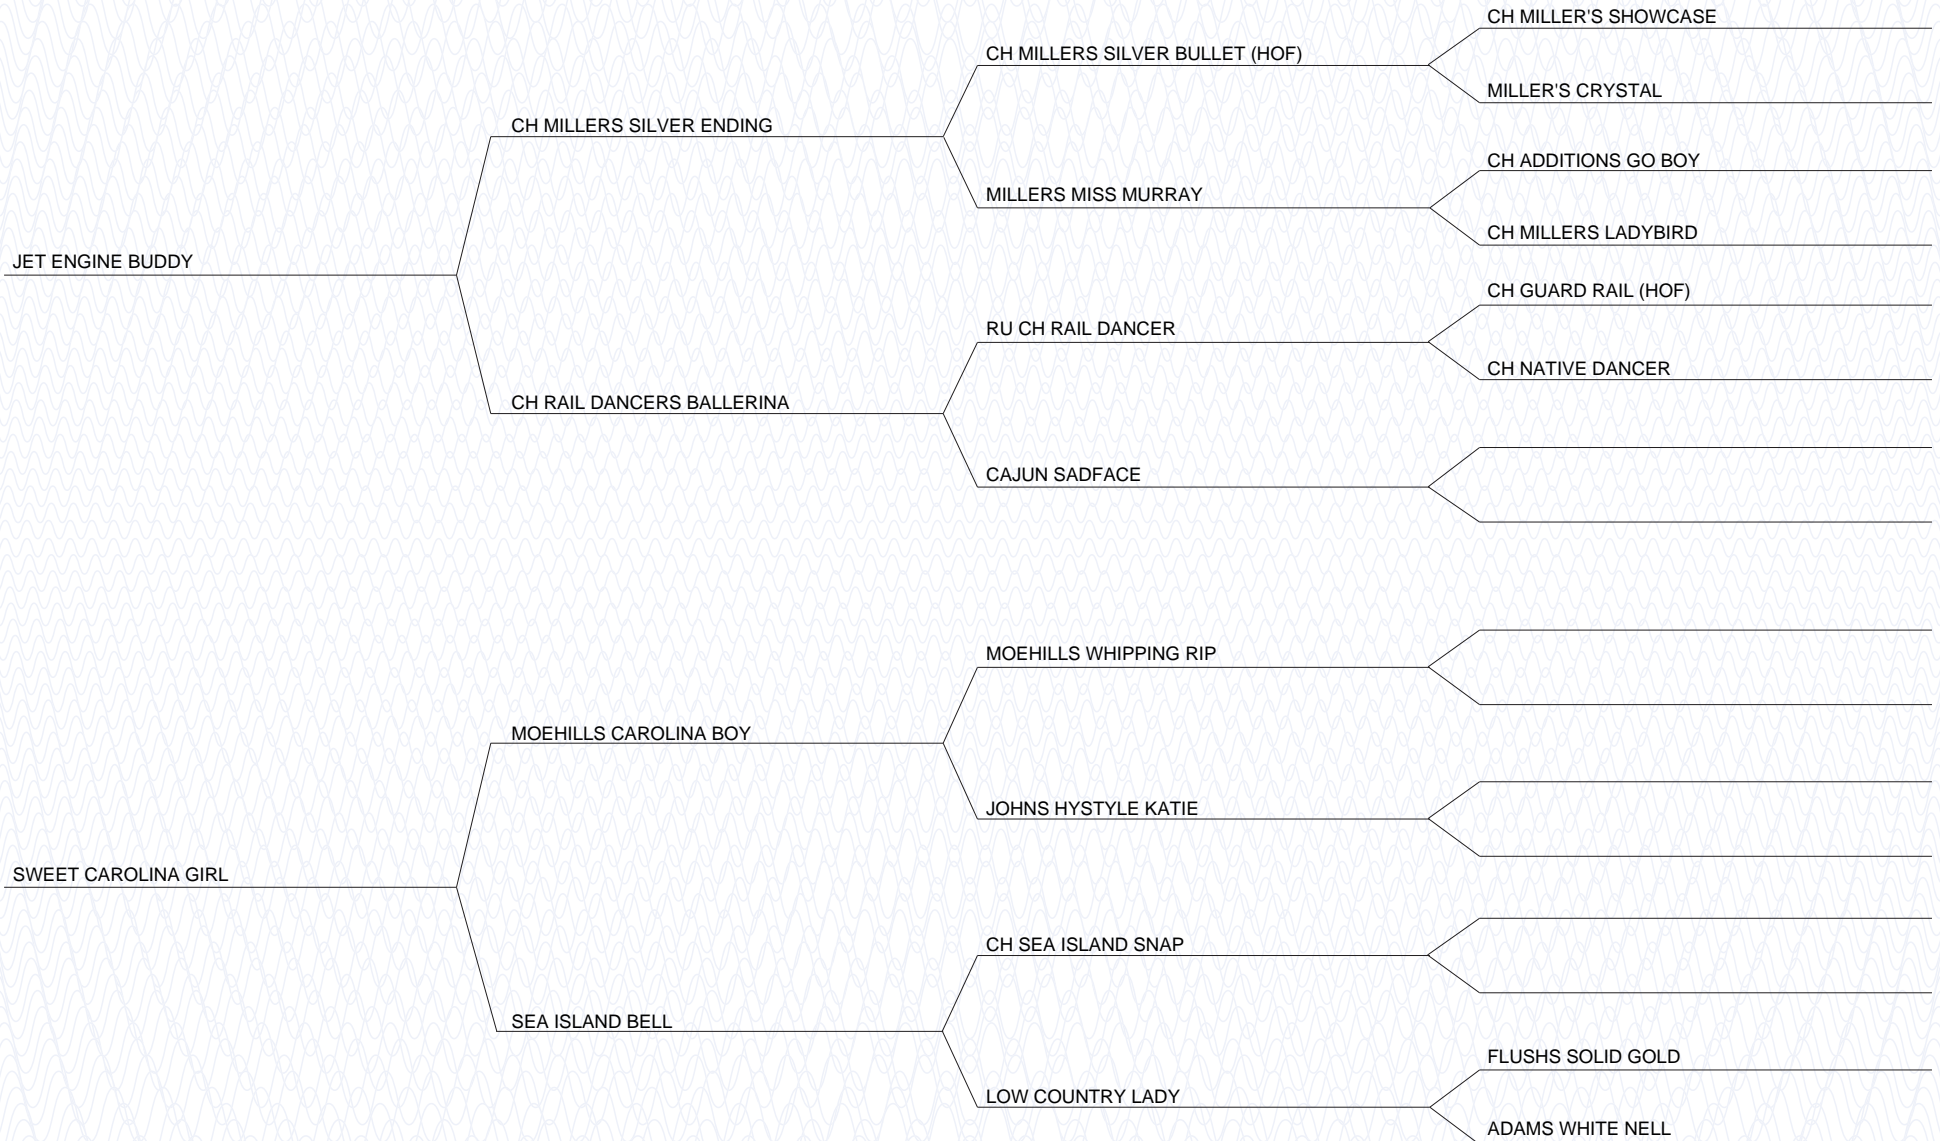 CH MILLER'S SHOWCASE
CH MILLERS SILVER BULLET (HOF)
MILLER'S CRYSTAL
CH MILLERS SILVER ENDING
CH ADDITIONS GO BOY
MILLERS MISS MURRAY
CH MILLERS LADYBIRD
JET ENGINE BUDDY
CH GUARD RAIL (HOF)
RU CH RAIL DANCER
CH NATIVE DANCER
CH RAIL DANCERS BALLERINA
CAJUN SADFACE
MOEHILLS WHIPPING RIP
MOEHILLS CAROLINA BOY
JOHNS HYSTYLE KATIE
SWEET CAROLINA GIRL
CH SEA ISLAND SNAP
SEA ISLAND BELL
FLUSHS SOLID GOLD
LOW COUNTRY LADY
ADAMS WHITE NELL